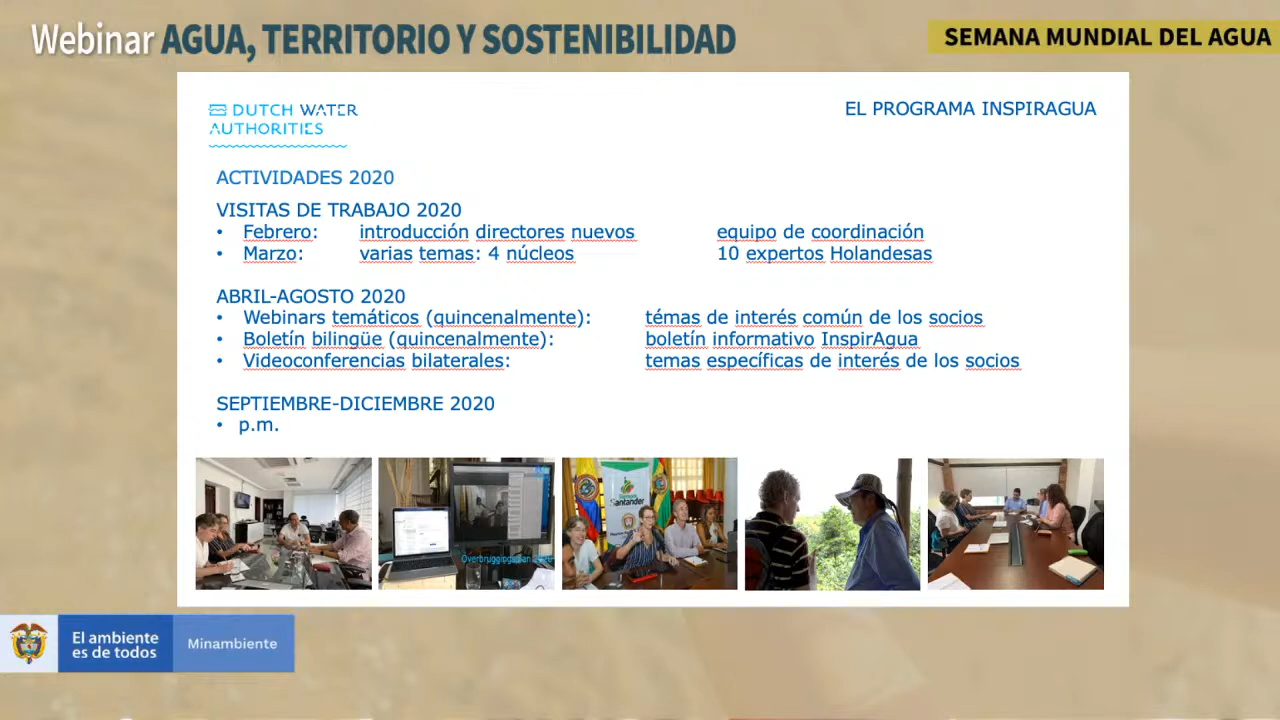 Webinar AGUA, TERRITORIO Y SOSTENIBILIDAD
SEMANA MUNDIAL DEL AGUA
DUTCH WATER
AUTHORITIES
EL PROGRAMA INSPIRAGUA
ACTIVIDADES 2020
VISITAS DE TRABAJO 2020
• Febrero: introducción directores nuevos equipo de coordinación
• Marzo: varias temas: 4 núcleos 10 expertos Holandesas
ABRIL-AGOSTO 2020
• Webinars temáticos (quincenalmente): témas de interés común de los socios
• Boletín bilingüe (quincenalmente): boletín informativo InspirAgua
• Videoconferencias bilaterales: temas específicas de interés de los socios
SEPTIEMBRE-DICIEMBRE 2020
• p.m.
Santander
El ambiente
es de todos
Minambiente